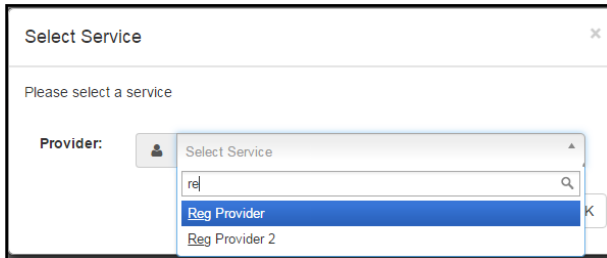 Select Service ×
Please select a service
Provider: Select Service
re
Reg Provider
K
Reg Provider 2